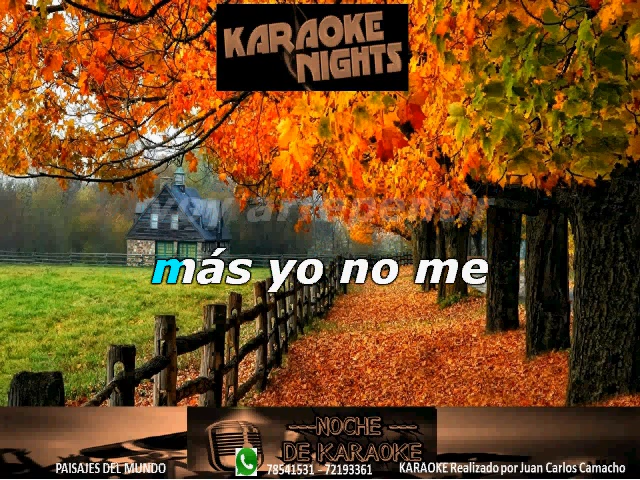 KARAOKE
NIGHTS
más yo no me
NOCHE
DE KARAOKE
PAISAJES DEL MUNDO
78541531 - 72193361
KARAOKE Realizado por Juan Carlos Camacho